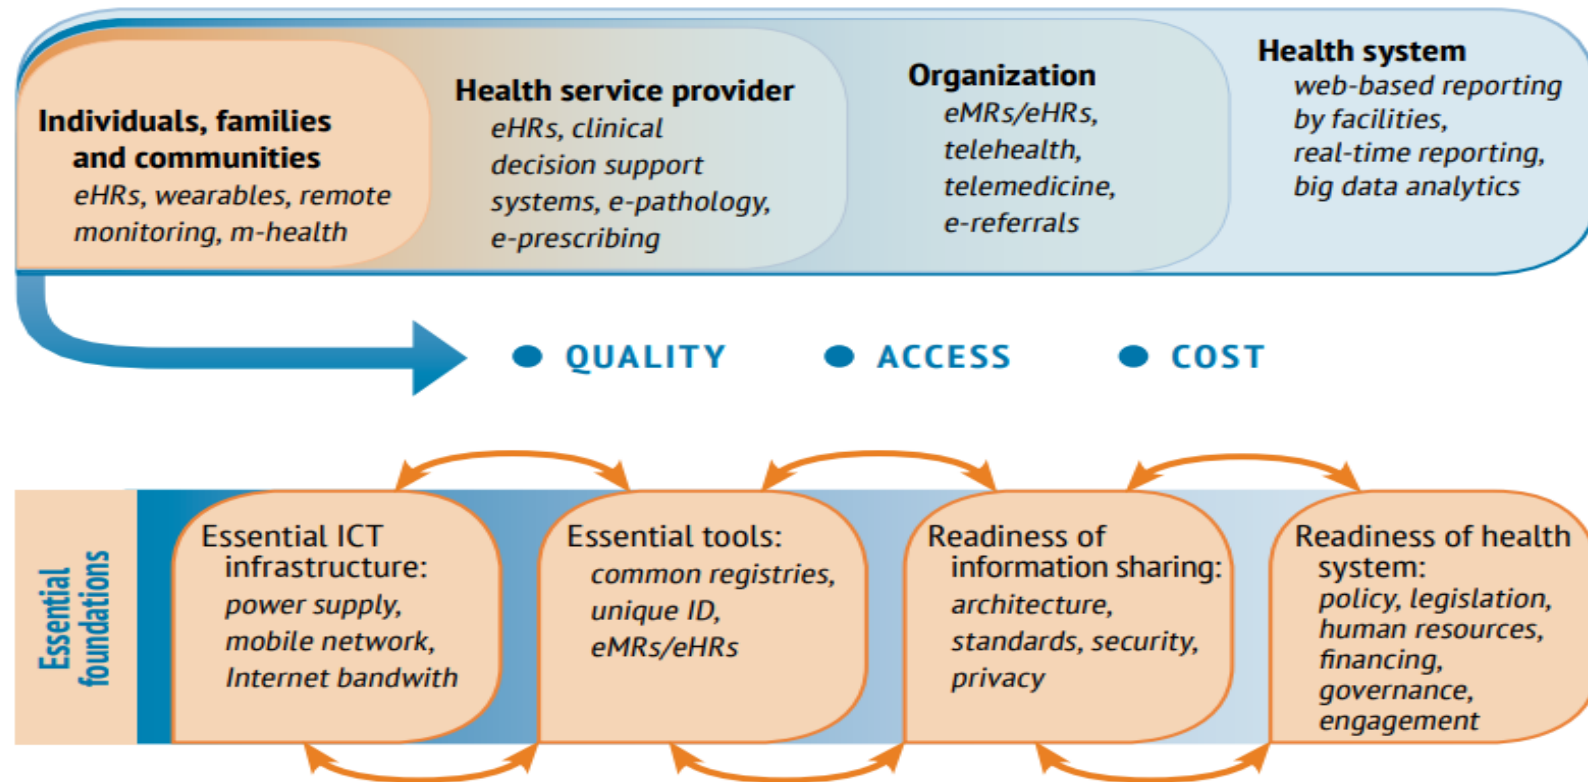 Individuals, families
and communities
eHRs, wearables, remote
monitoring, m-health
Health service provider
eHRs, clinical
decision support
systems, e-pathology,
e-prescribing
Organization
eMRs/eHRs,
telehealth,
telemedicine,
e-referrals
Health system
web-based reporting
by facilities,
real-time reporting,
big data analytics
● QUALITY ● ACCESS ● COST
Essential
foundations
Essential ICT
infrastructure:
power supply,
mobile network,
Internet bandwith
Essential tools:
common registries,
unique ID,
eMRs/eHRs
Readiness of
information sharing:
architecture,
standards, security,
privacy
Readiness of health
system:
policy, legislation,
human resources,
financing,
governance,
engagement